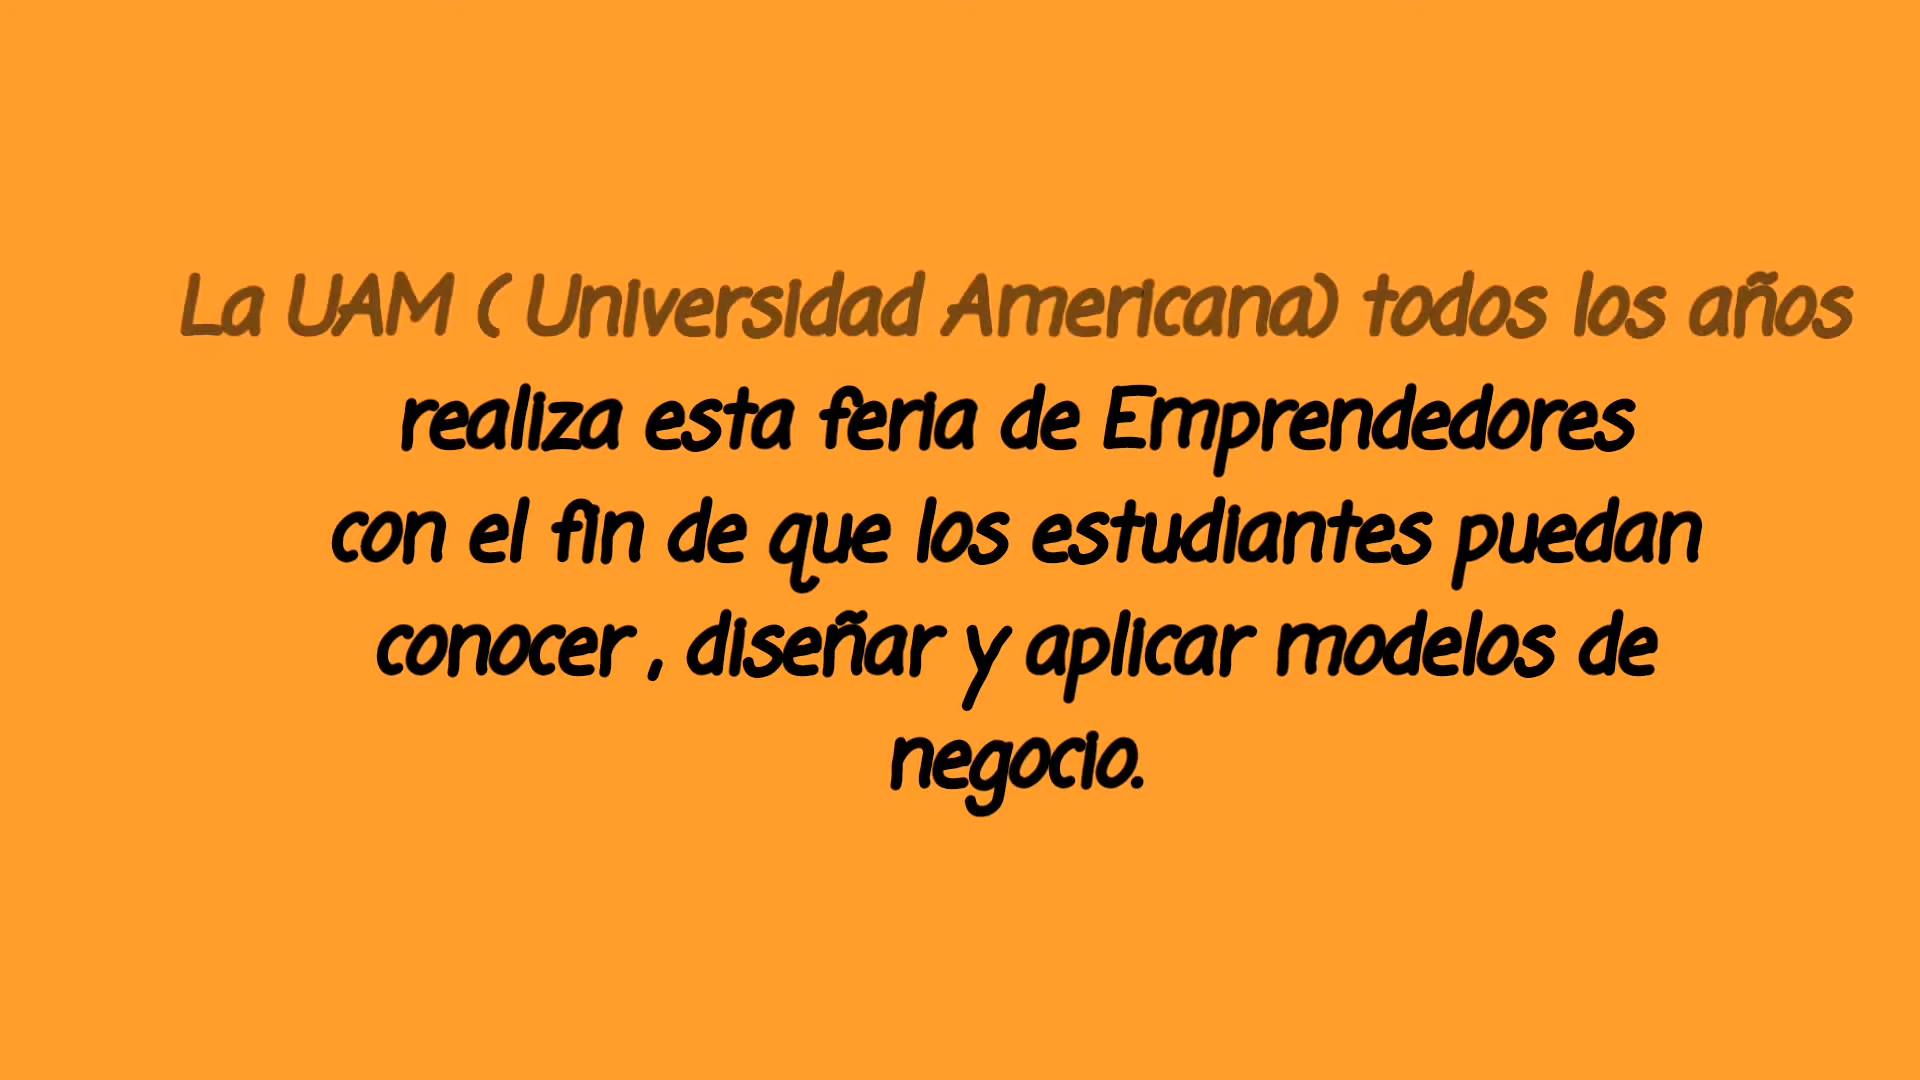 La UAM ( Universidad Americana) todos los años
realiza esta feria de Emprendedores
con el fin de que los estudiantes puedan
conocer , diseñar y aplicar modelos de
negocio.